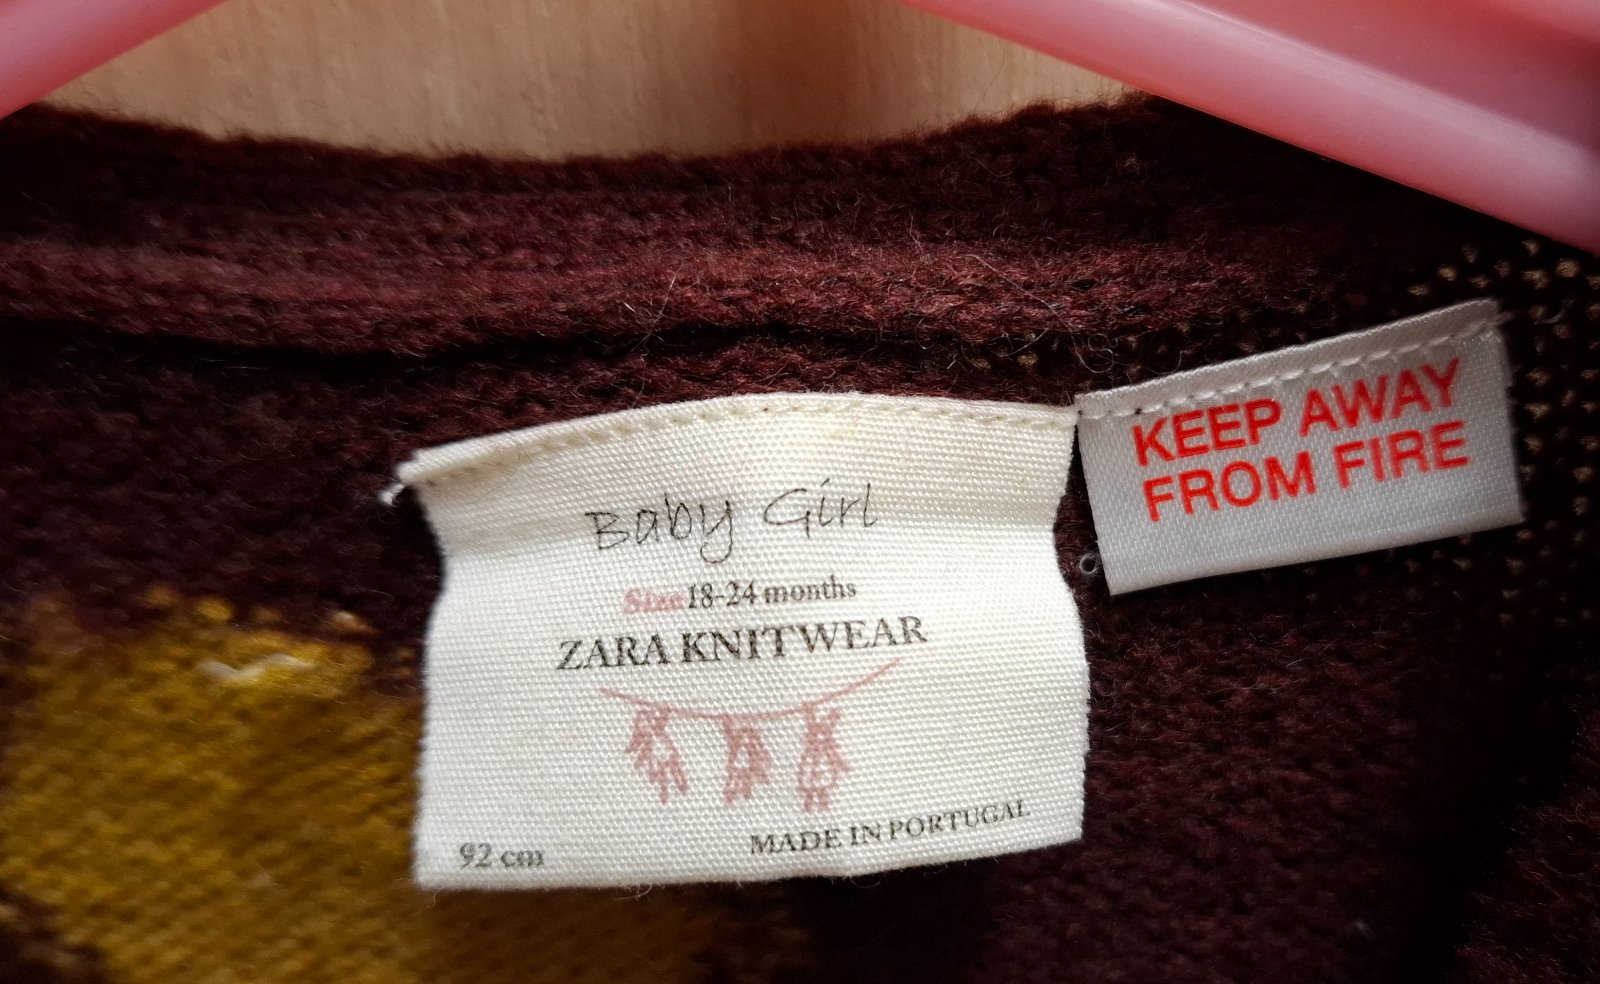 Baby Girl
Size 18-24 months
ZARA KNITWEAR
MADE IN PORTUGAL
92 cm
KEEP AWAY
FROM FIRE